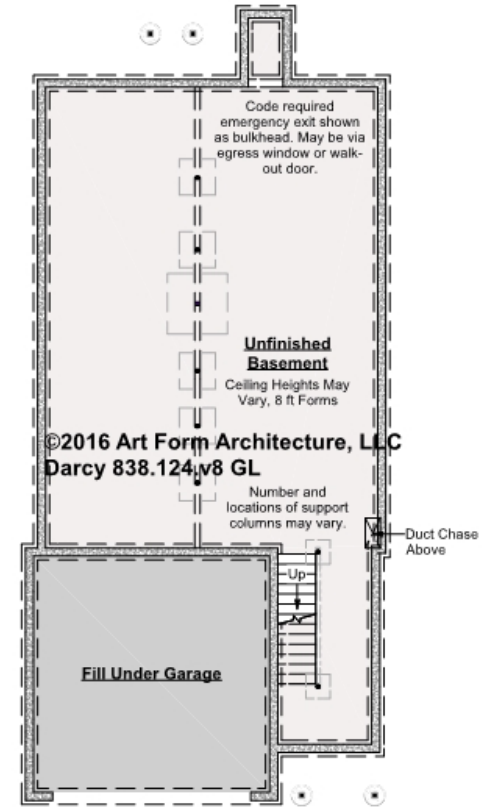 Code required
emergency exit shown
as bulkhead. May be via
egress window or walk-
out door.
Unfinished
Basement
Ceiling Heights May
Vary, 8 ft Forms
©2016 Art Form Architecture, LLC
Darcy 838.124.v8 GL
Number and
locations of support
columns may vary.
Duct Chase
Above
Up
Fill Under Garage